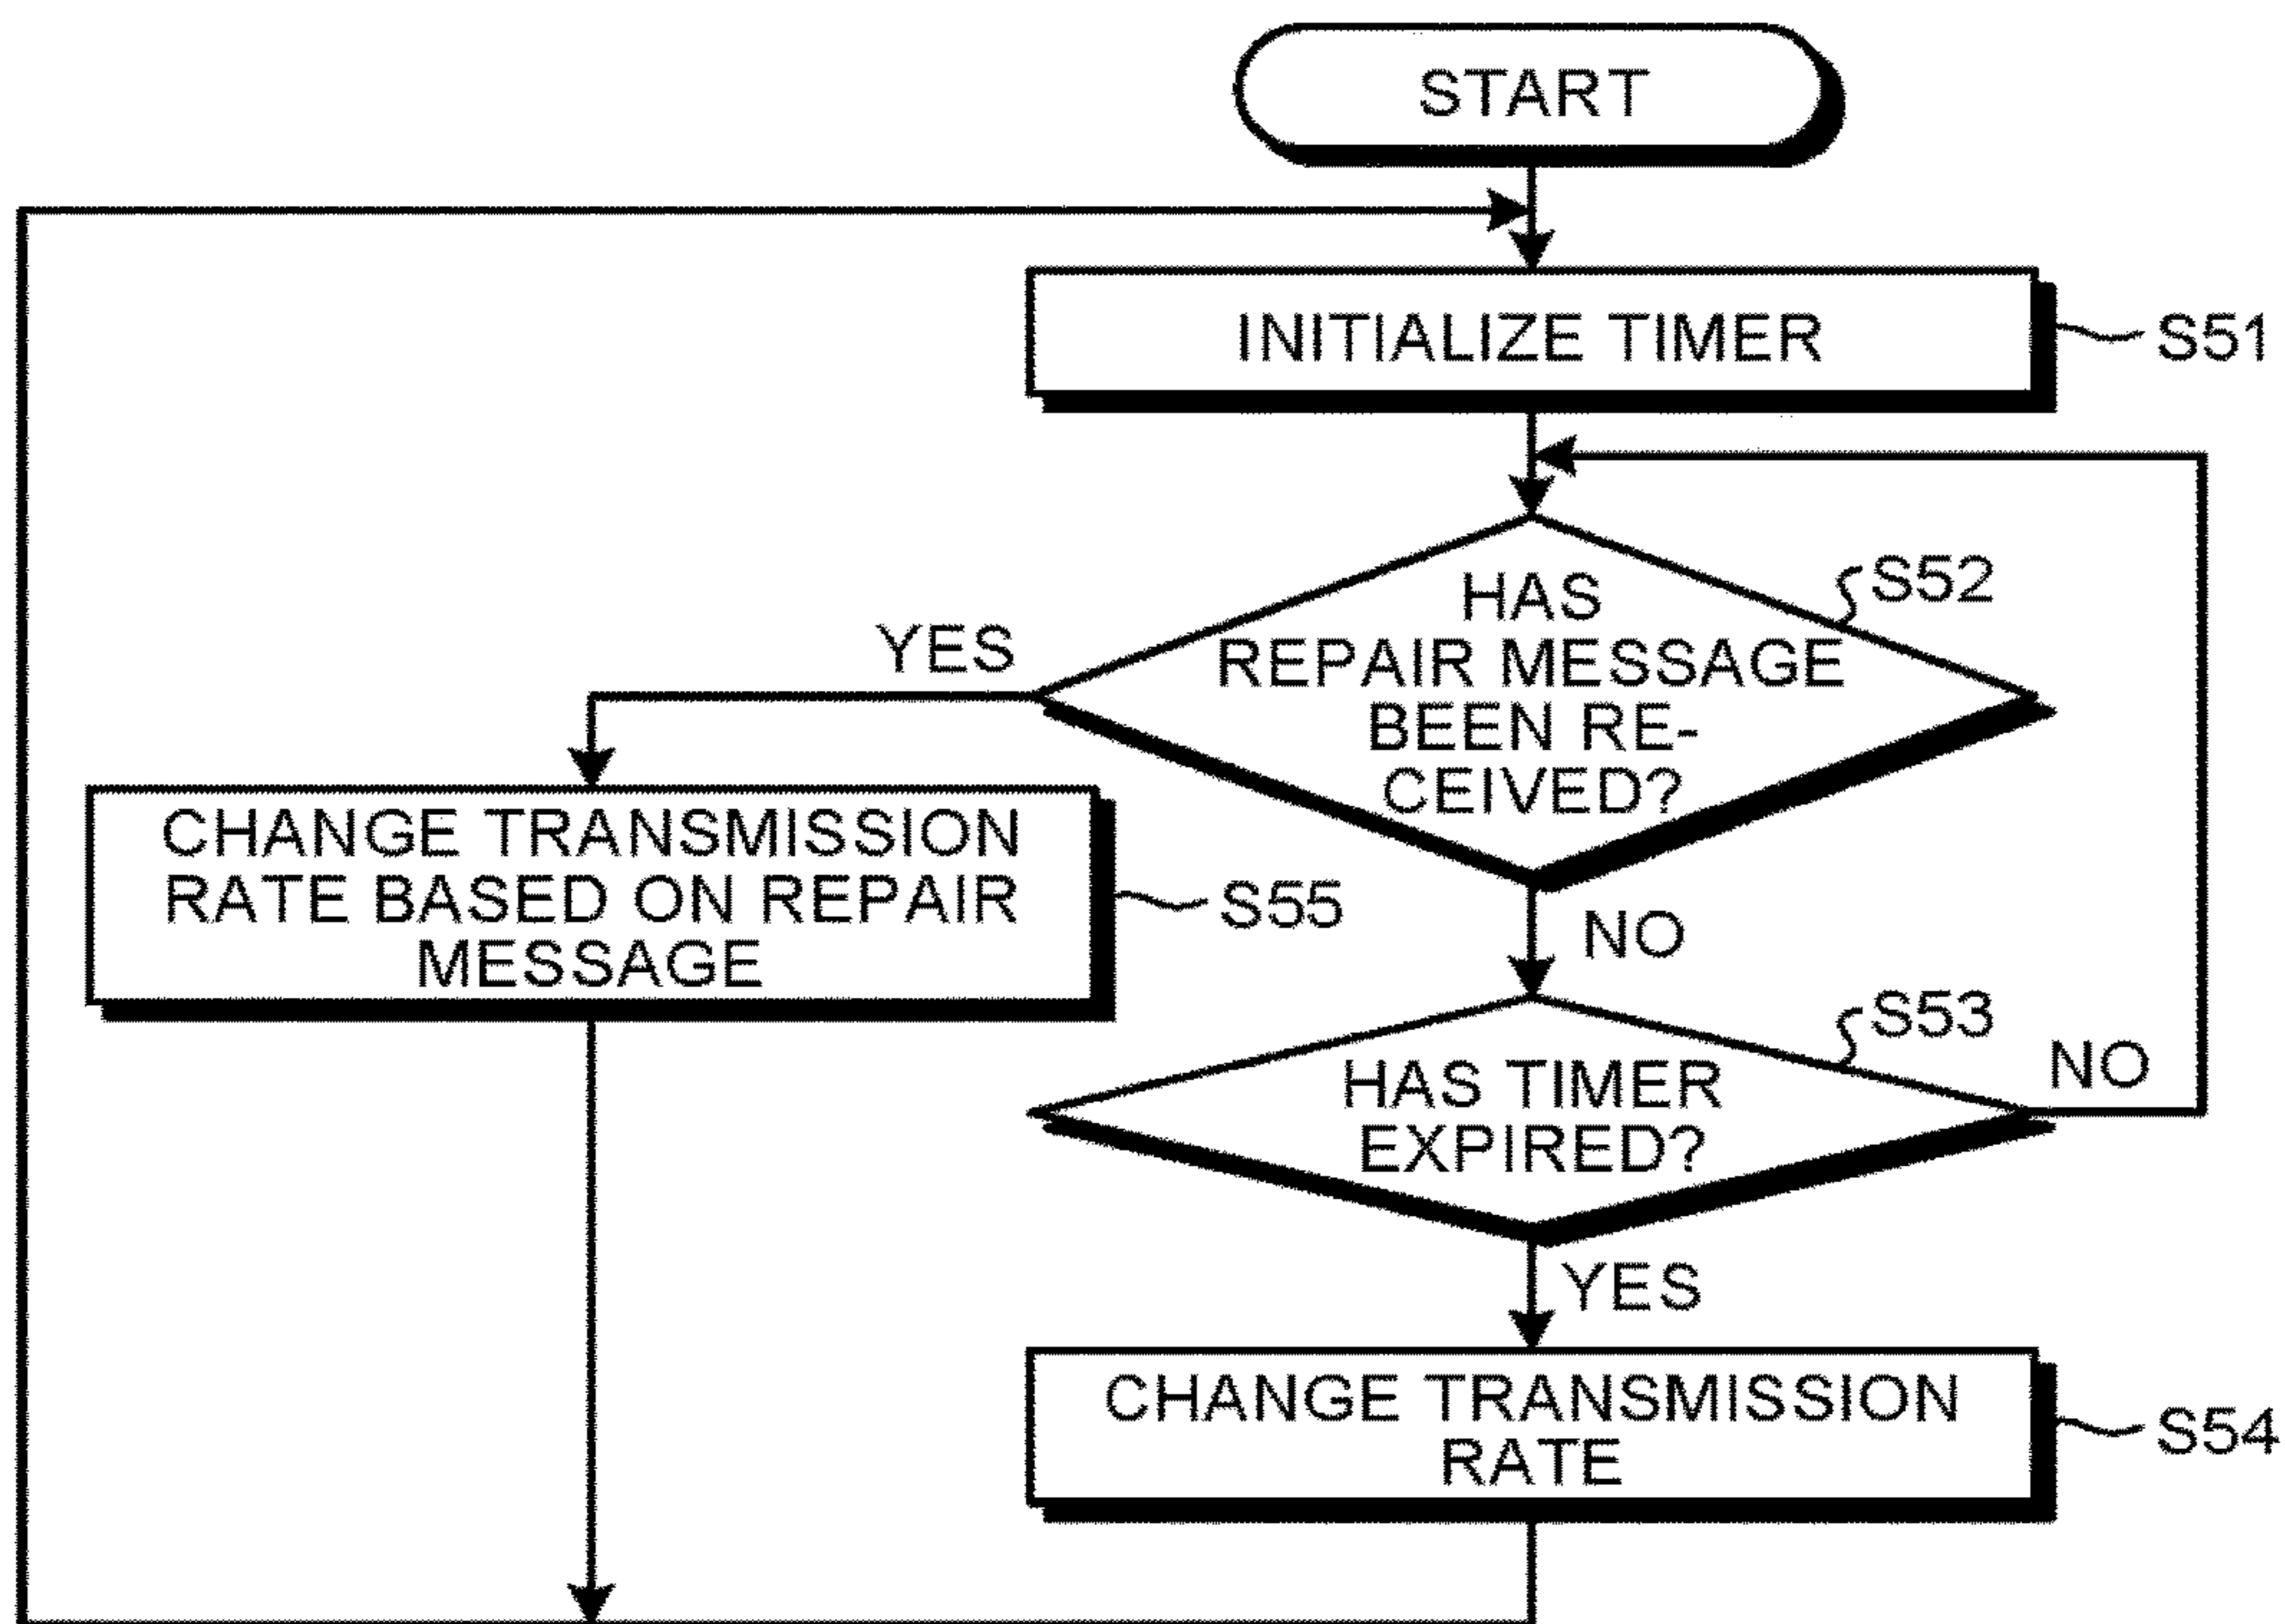 START
INITIALIZE TIMER
S51
HAS
REPAIR MESSAGE
BEEN RE-
CEIVED?
S52
YES
CHANGE TRANSMISSION
RATE BASED ON REPAIR
MESSAGE
S55
NO
HAS TIMER
EXPIRED?
S53
NO
YES
CHANGE TRANSMISSION
RATE
S54